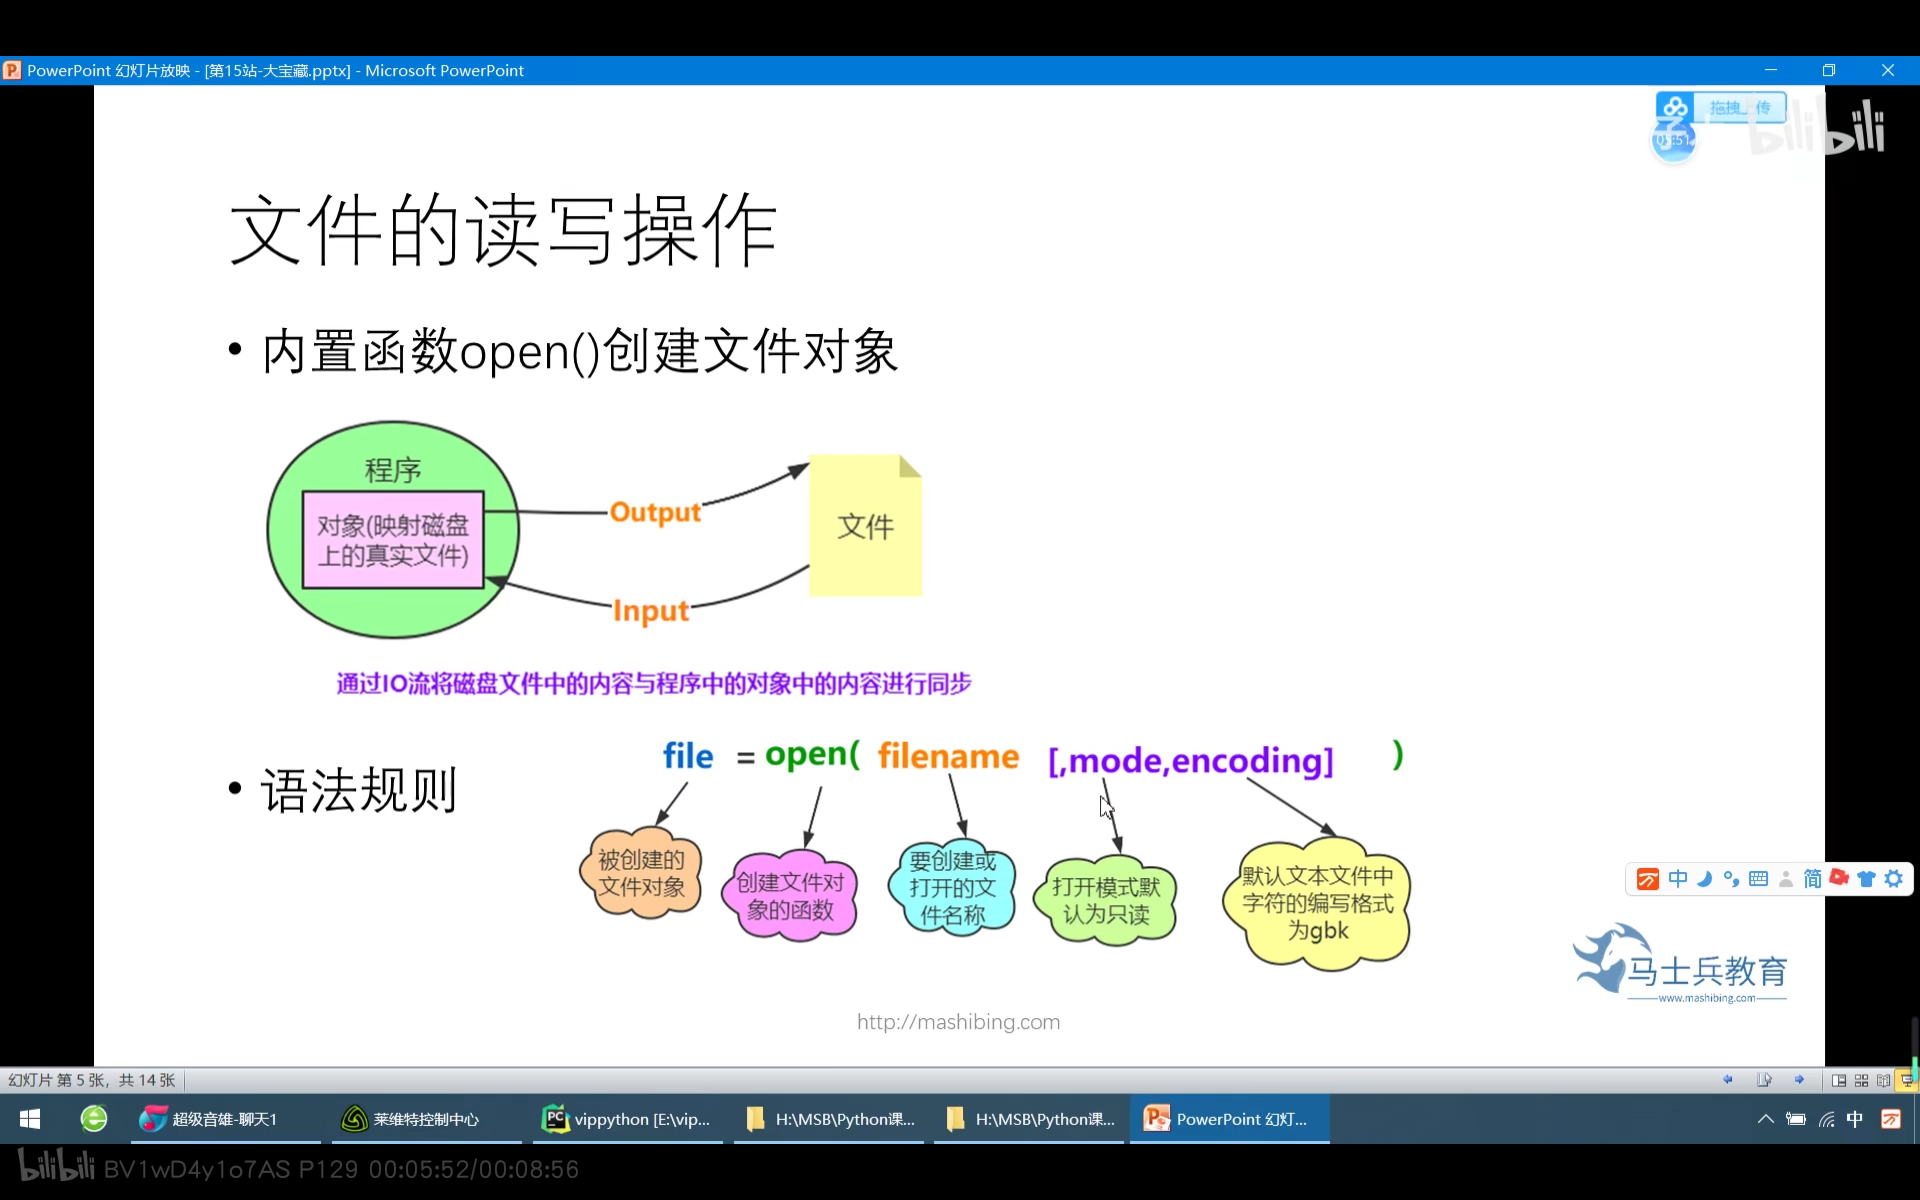 PowerPoint 幻灯片放映 - [第15站-大宝藏.pptx] - Microsoft PowerPoint
bilibili
文件的读写操作
• 内置函数open()创建文件对象
程序
对象(映射磁盘
上的真实文件)
Output
Input
文件
通过IO流将磁盘文件中的内容与程序中的对象中的内容进行同步
• 语法规则
file = open( filename [,mode,encoding] )
被创建的
文件对象
创建文件对
象的函数
要创建或
打开的文
件名称
打开模式默
认为只读
默认文本文件中
字符的编写格式
为gbk
中
简
马士兵教育
www.mashibing.com
http://mashibing.com
幻灯片 第 5 张，共 14 张
超级音雄-聊天1
莱维特控制中心
vippython [E:\vip...
H:\MSB\Python课...
H:\MSB\Python课...
PowerPoint 幻灯...
中
bilibili BV1wD4y1o7AS P129 00:05:52/00:08:56